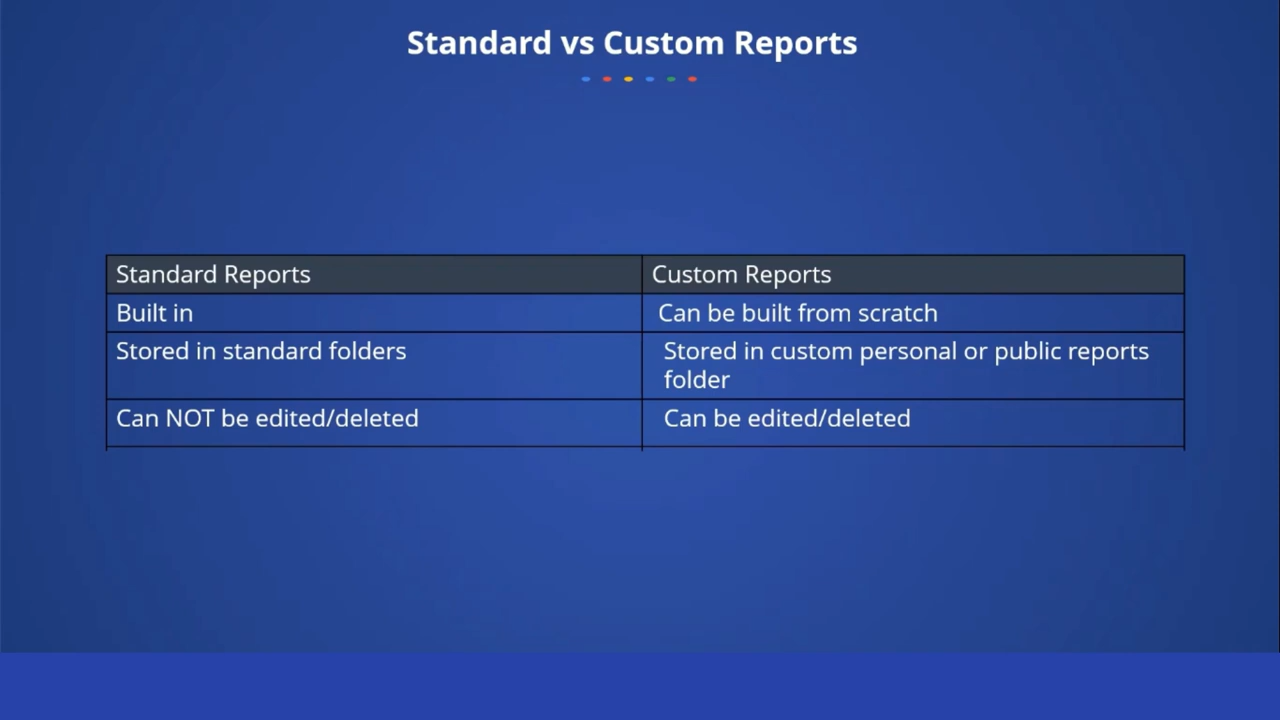 Standard vs Custom Reports
Standard Reports
Custom Reports
Built in
Can be built from scratch
Stored in standard folders
Stored in custom personal or public reports
folder
Can NOT be edited/deleted
Can be edited/deleted